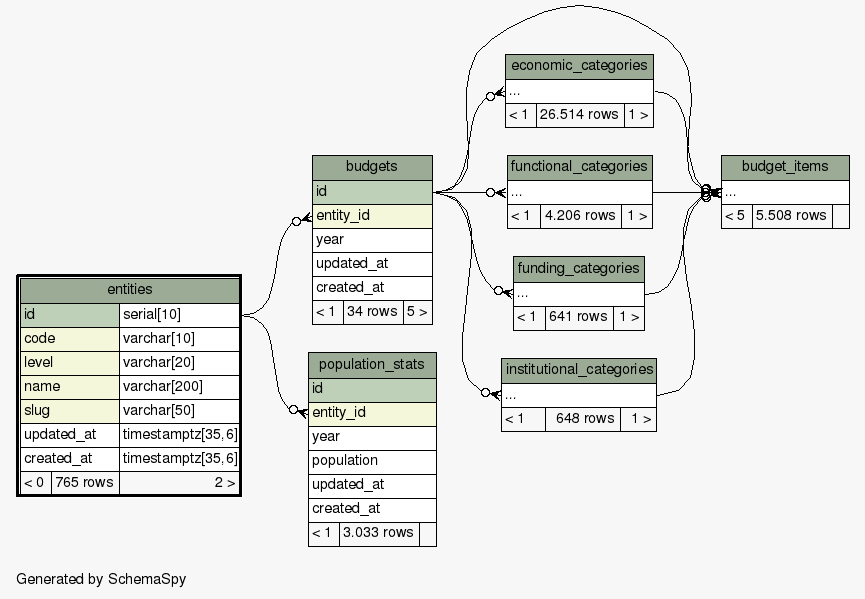 entities
id serial[10]
code varchar[10]
level varchar[20]
name varchar[200]
slug varchar[50]
updated_at timestamptz[35,6]
created_at timestamptz[35,6]
< 0 765 rows 2 >
budgets
id
entity_id
year
updated_at
created_at
< 1 34 rows 5 >
population_stats
id
entity_id
year
population
updated_at
created_at
< 1 3.033 rows
economic_categories
...
< 1 26.514 rows 1 >
functional_categories
...
< 1 4.206 rows 1 >
funding_categories
...
< 1 641 rows 1 >
institutional_categories
...
< 1 648 rows 1 >
budget_items
...
< 5 5.508 rows
Generated by SchemaSpy